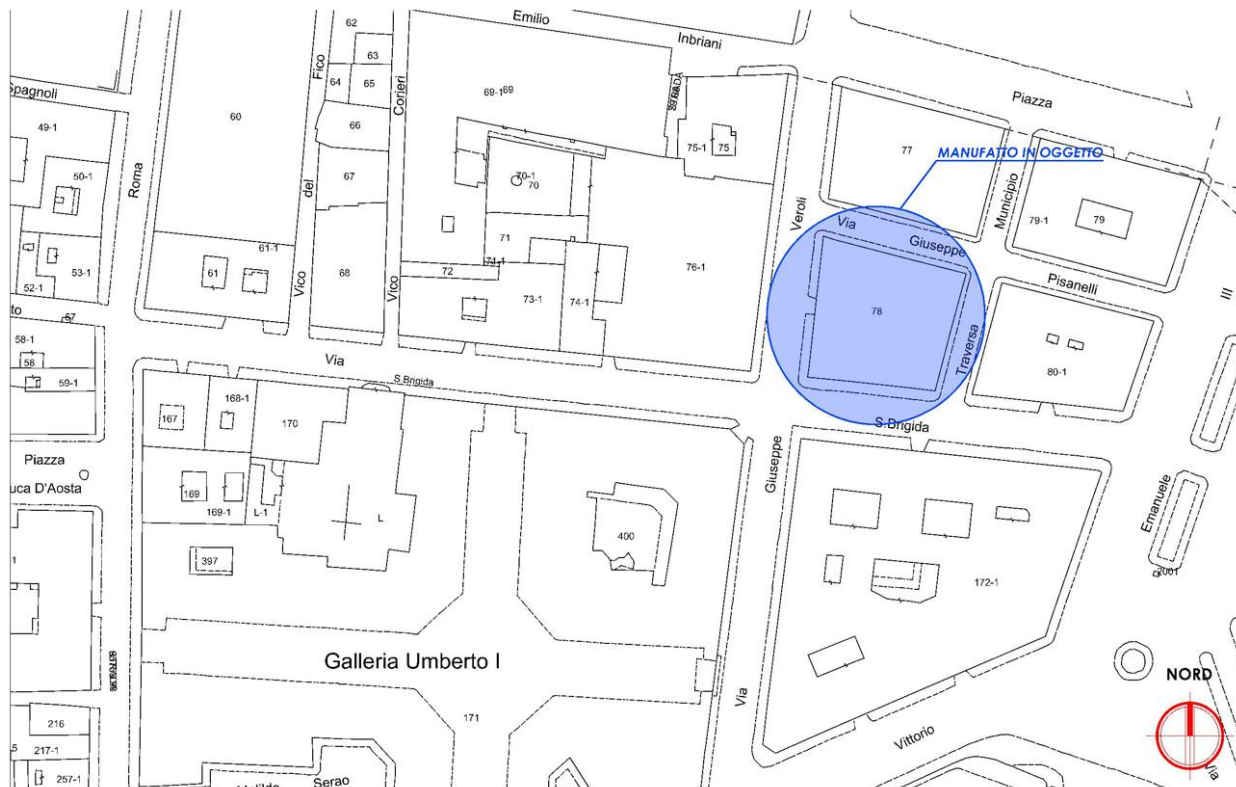 Emilio
Inbriani
62
63
Fico
64
65
Corieri
69-1
69
Piazza
Spagnoli
60
49-1
66
75-1
75
77
MANUFATTO IN OGGETTO
50-1
Roma
del
67
70-1
70
Municipio
79-1
79
Veroli
Via
Giuseppe
71
61-1
53-1
61
71-1
68
72
76-1
52-1
Vico
Vico
73-1
74-1
Pisanelli
III
to
57
78
58-1
58
59-1
Via
S.Brigida
Traversa
80-1
167
168-1
170
S.Brigida
Piazza
uca D'Aosta
169
169-1
L-1
L
Giuseppe
Emanuele
400
397
172-1
2001
Galleria Umberto I
NORD
171
Via
216
217-1
257-1
Vittorio
Via
Serao